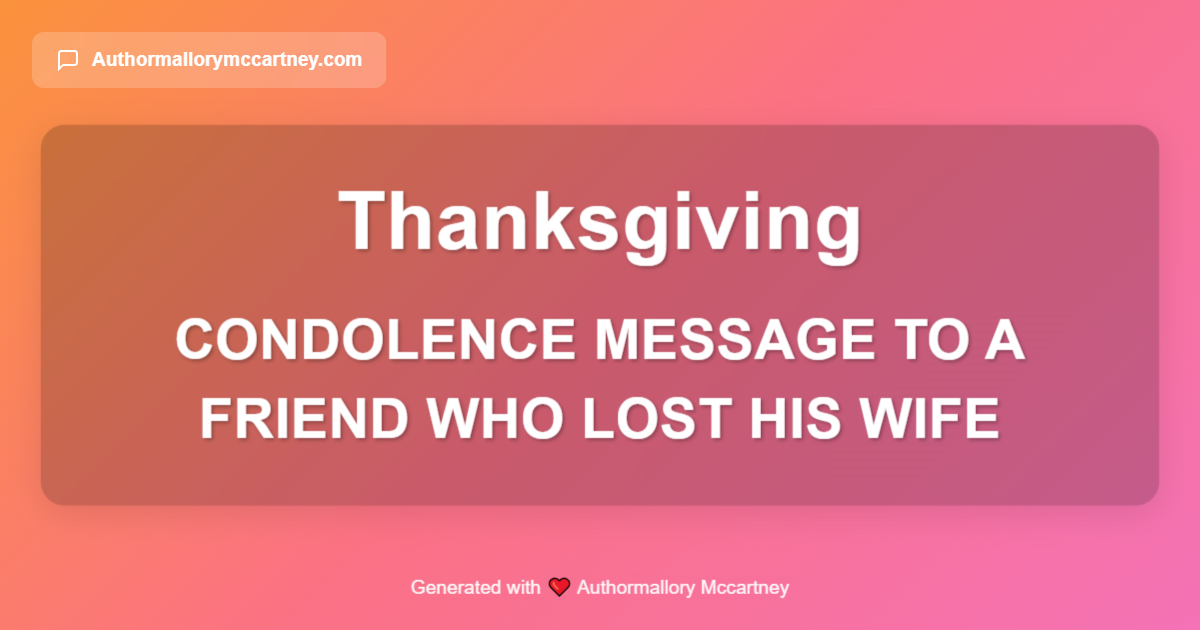 Authormallorymccartney.com
Thanksgiving
CONDOLENCE MESSAGE TO A
FRIEND WHO LOST HIS WIFE
Generated with ❤️ Authormallory Mccartney